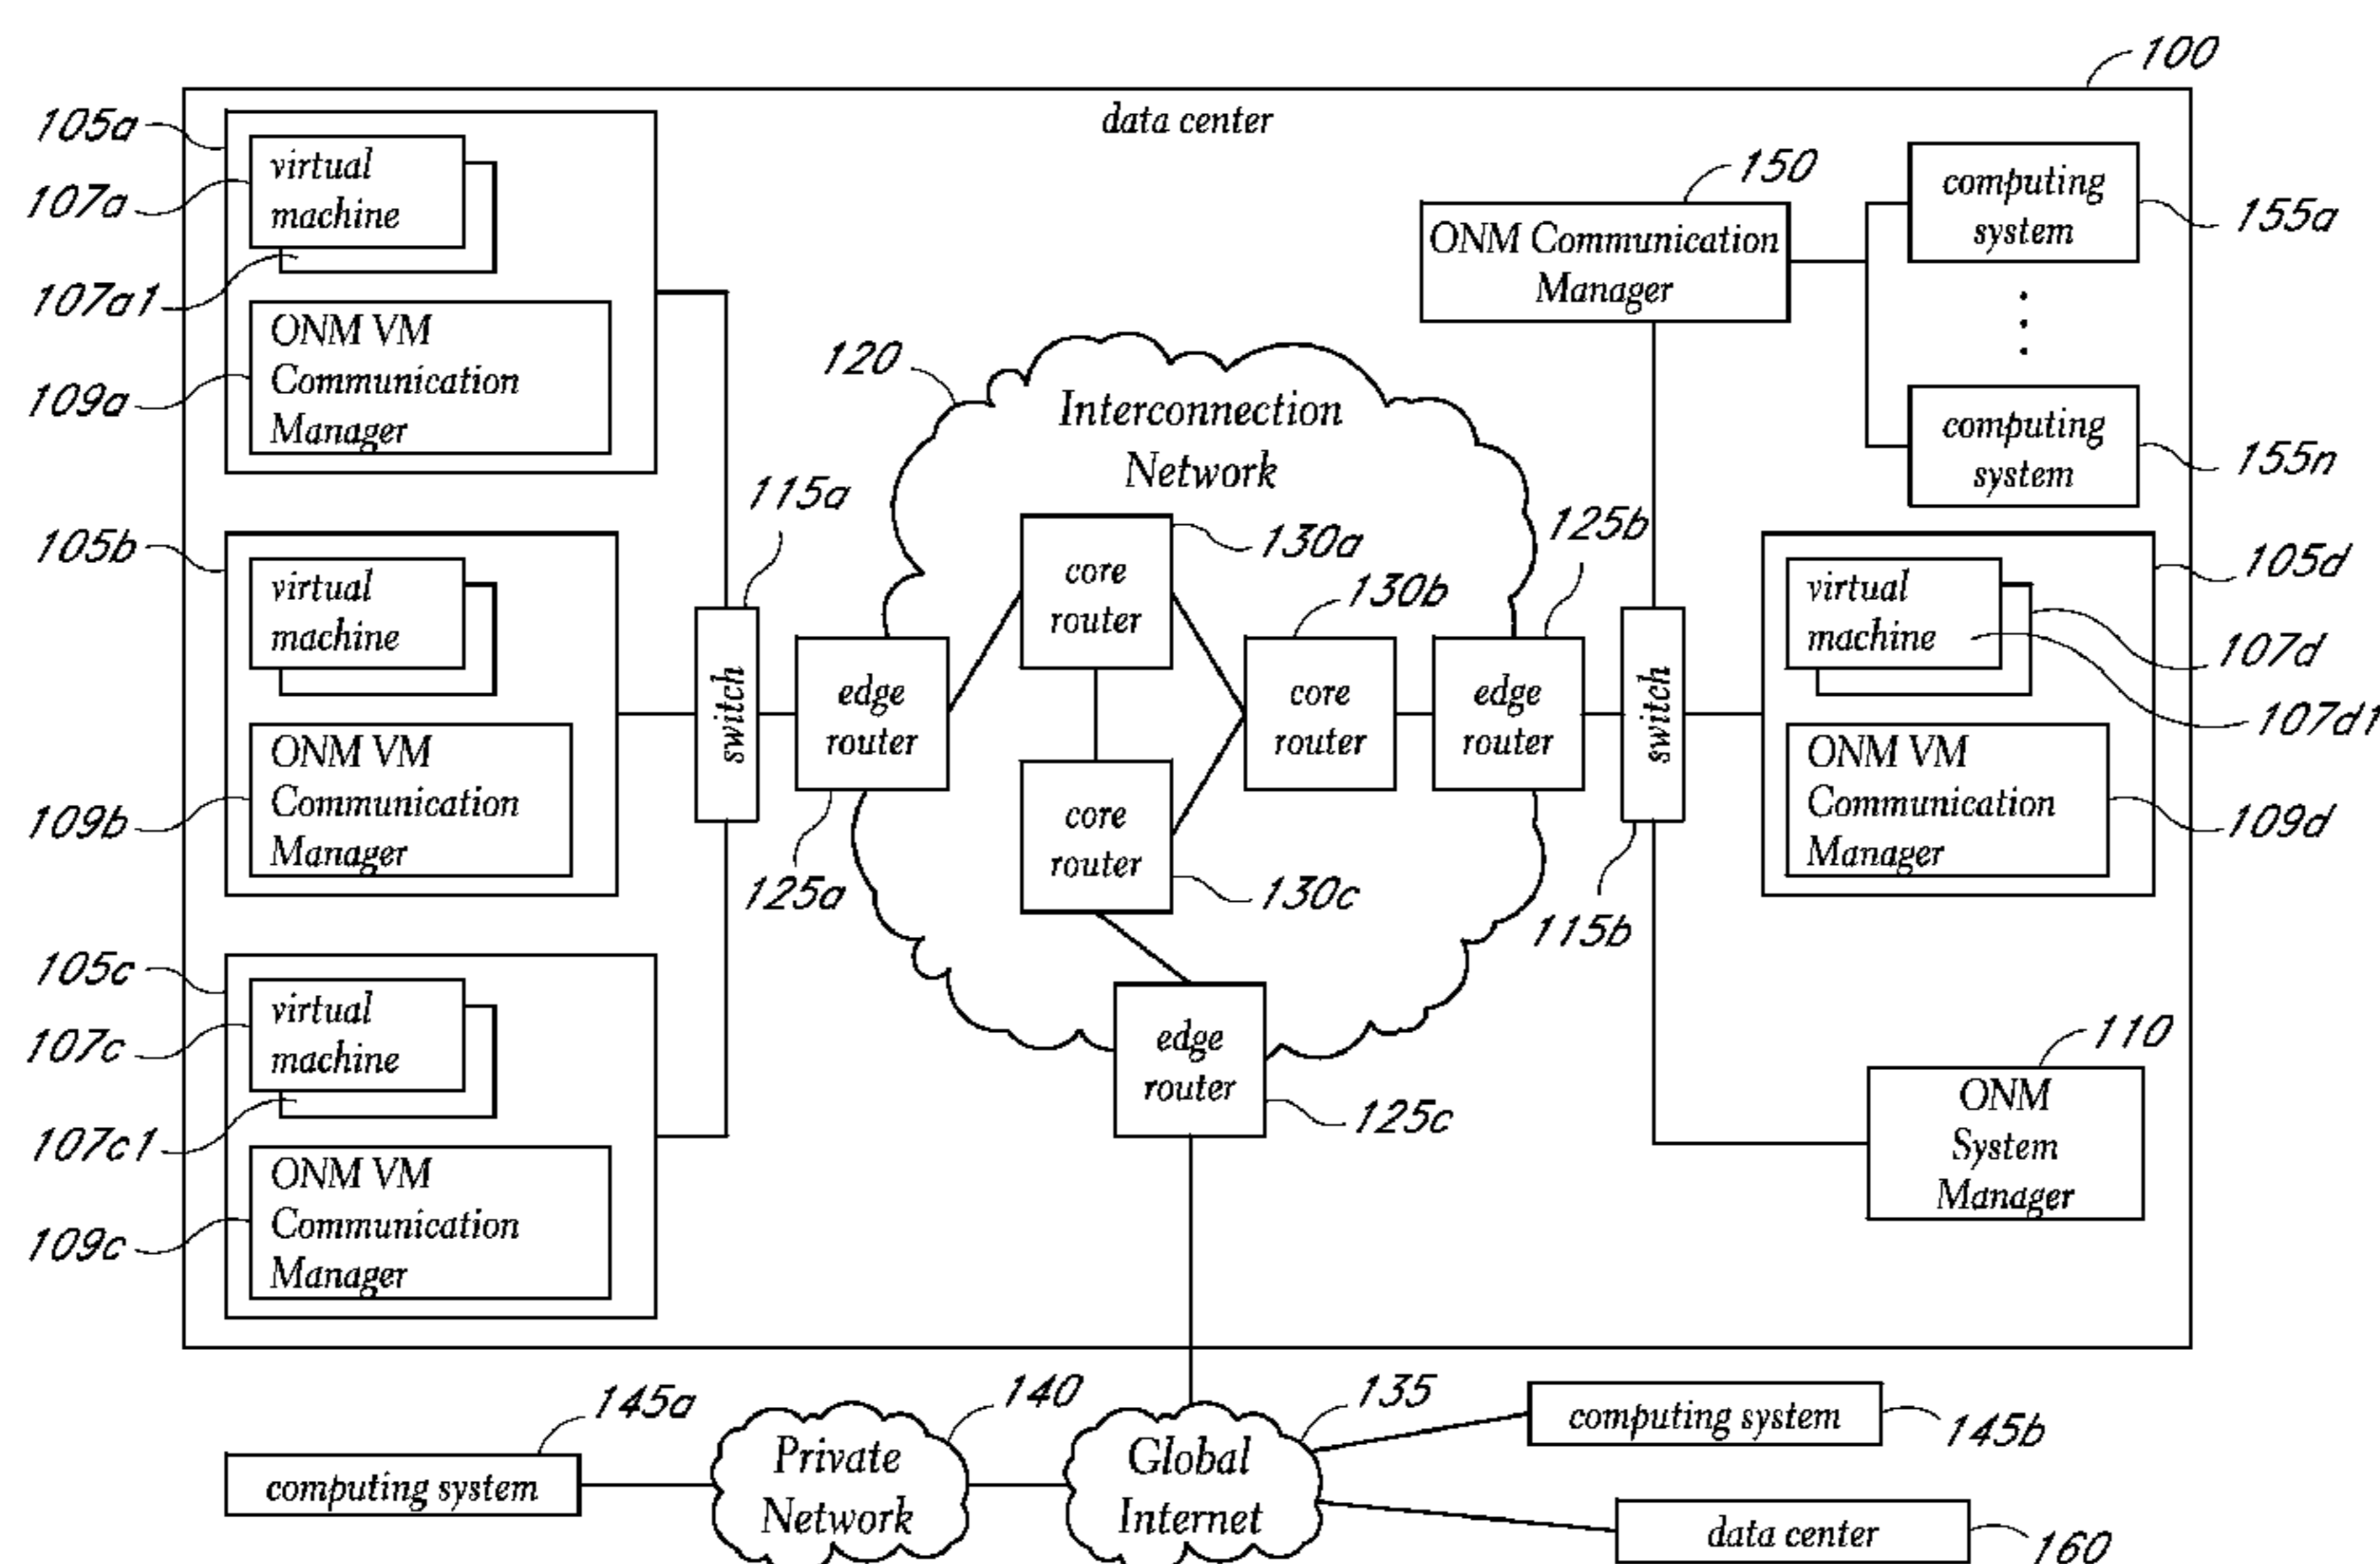 100
data center
105a
virtual
machine
107a
107a1
ONM VM
Communication
Manager
109a
150
ONM Communication
Manager
computing
system
155a
computing
system
155n
120
Interconnection
Network
115a
switch
105b
virtual
machine
ONM VM
Communication
Manager
109b
edge
router
125a
core
router
130a
core
router
130b
core
router
130c
edge
router
125b
switch
115b
105d
virtual
machine
107d
107d1
ONM VM
Communication
Manager
109d
105c
virtual
machine
107c
107c1
ONM VM
Communication
Manager
109c
edge
router
125c
110
ONM
System
Manager
145a
computing system
140
Private
Network
135
Global
Internet
computing system
145b
data center
160